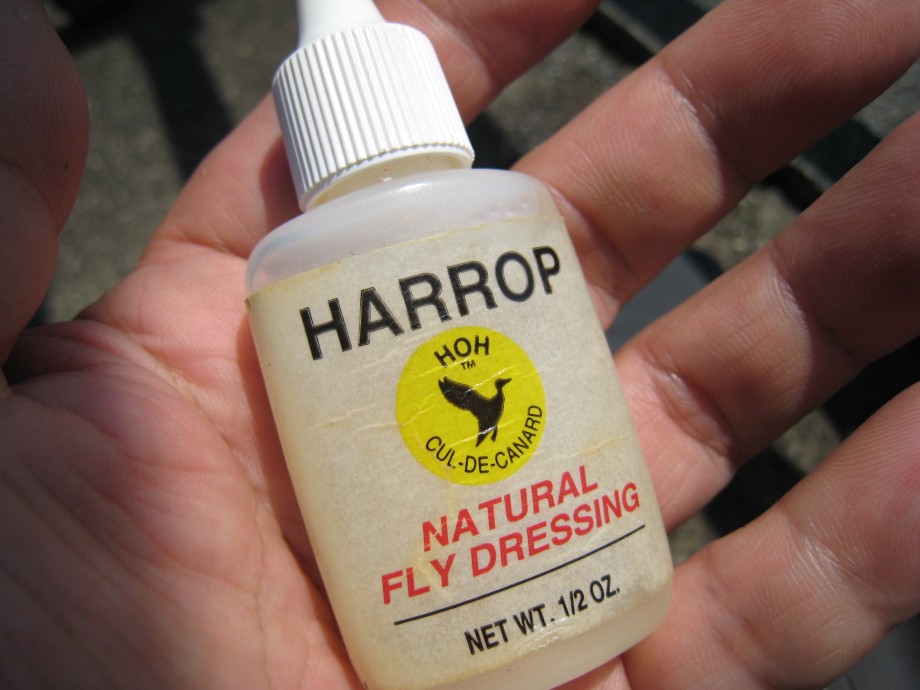 HARROP
HOH
TM
CUL-DE-CANARD
NATURAL
FLY DRESSING
NET WT. 1/2 OZ.